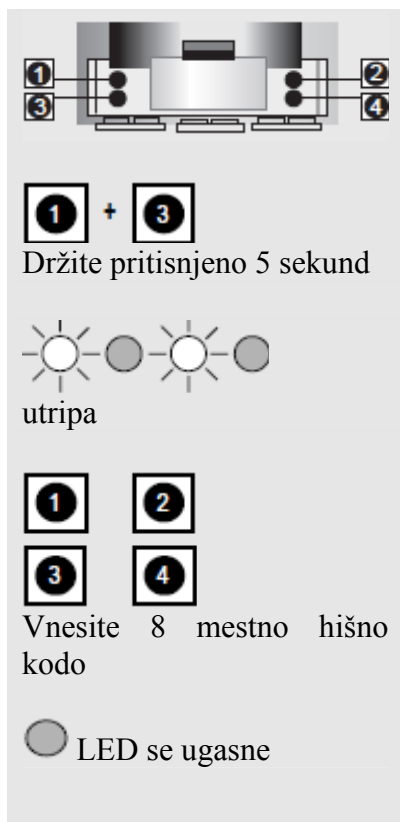 1 2
3 4
1 + 3
Držite pritisnjeno 5 sekund
utripa
1 2
3 4
Vnesite 8 mestno hišno
kodo
LED se ugasne